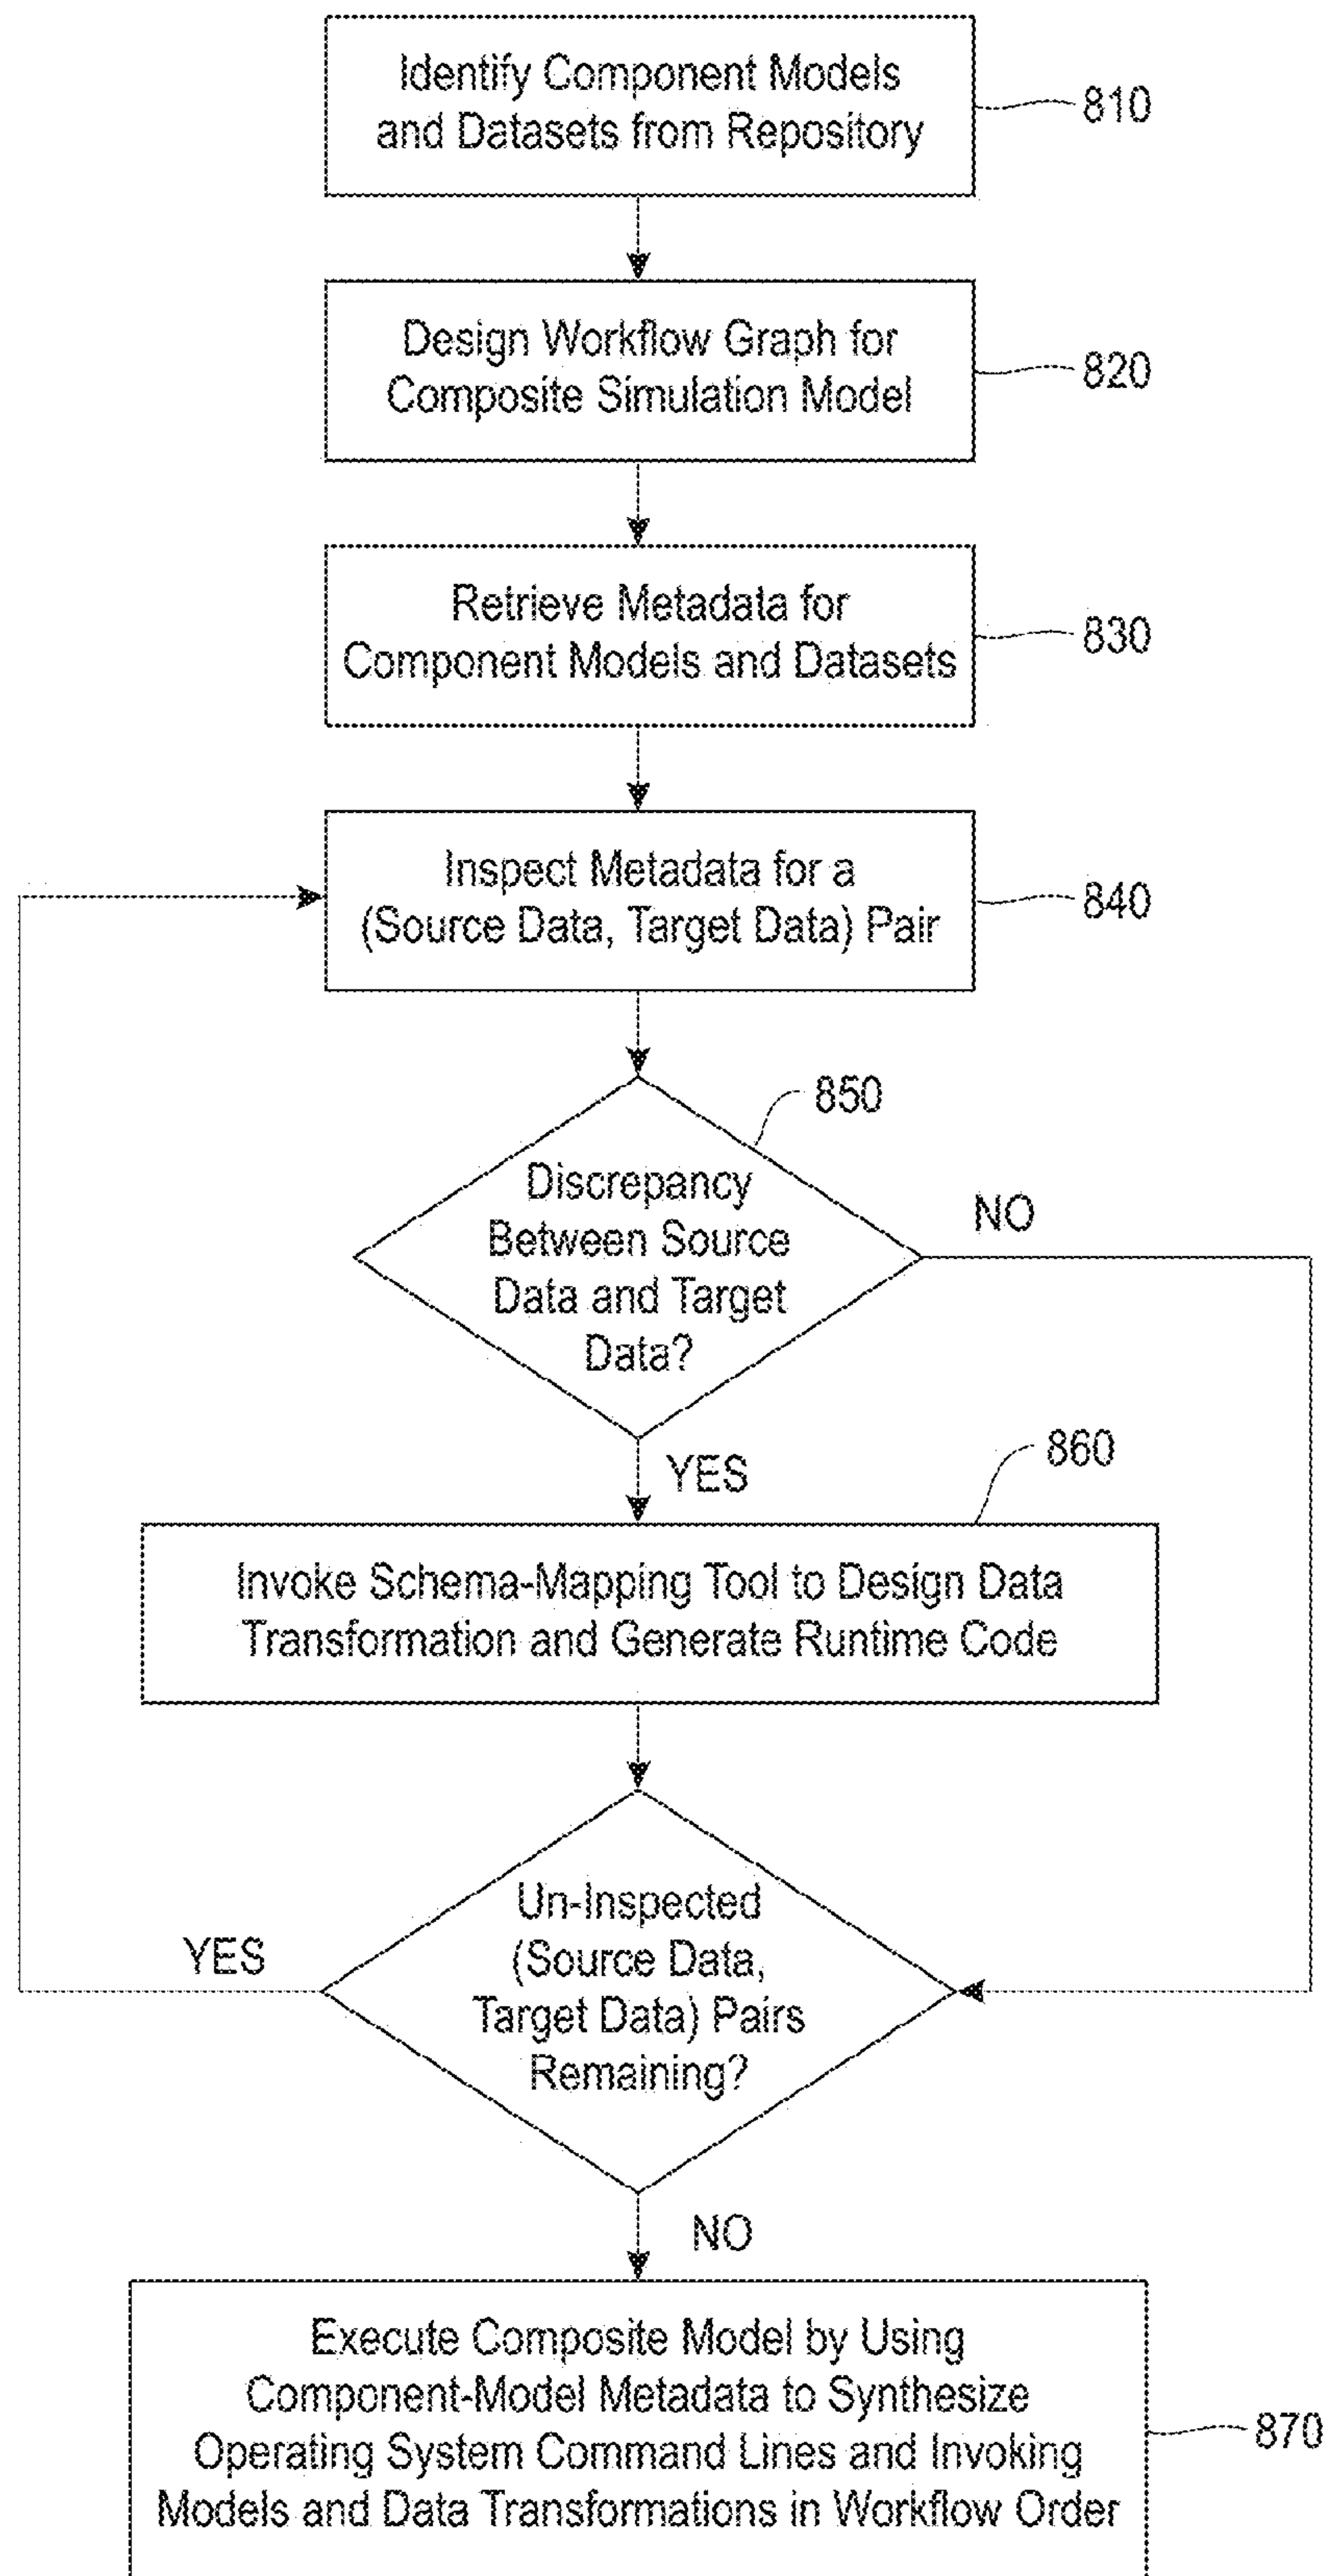 Identify Component Models
and Datasets from Repository
810
Design Workflow Graph for
Composite Simulation Model
820
Retrieve Metadata for
Component Models and Datasets
830
Inspect Metadata for a
(Source Data, Target Data) Pair
840
850
Discrepancy
Between Source
Data and Target
Data?
NO
YES
860
Invoke Schema-Mapping Tool to Design Data
Transformation and Generate Runtime Code
Un-Inspected
(Source Data,
Target Data) Pairs
Remaining?
YES
NO
Execute Composite Model by Using
Component-Model Metadata to Synthesize
Operating System Command Lines and Invoking
Models and Data Transformations in Workflow Order
870